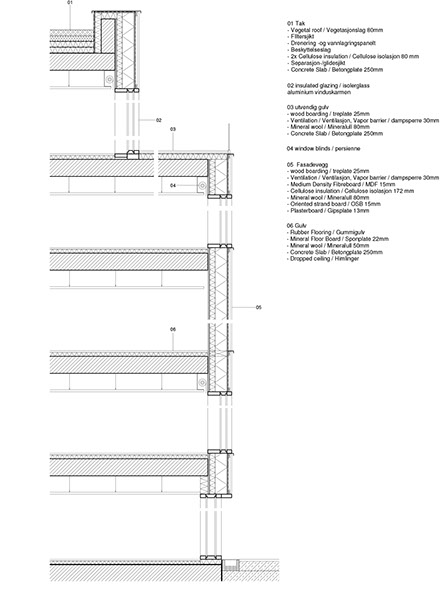 01
02
03
04
05
06
01 Tak
- Vegetal roof / Vegetasjonslag 80mm
- Filtersjikt
- Drenering -og vannlagringspanelt
- Beskyttelseslag
- 2x Cellulose insulation / Cellulose isolasjon 80 mm
- Separasjon-/glidesjikt
- Concrete Slab / Betongplate 250mm
02 insulated glazing / isolerglass
aluminium vinduskarmen
03 utvendig gulv
- wood boarding / treplate 25mm
- Ventilation / Ventilasjon, Vapor barrier / dampsperre 30mm
- Mineral wool / Mineralull 80mm
- Concrete Slab / Betongplate 250mm
04 window blinds / persienne
05 Fasadevegg
- wood boarding / treplate 25mm
- Ventilation / Ventilasjon, Vapor barrier / dampsperre 30mm
- Medium Density Fibreboard / MDF 15mm
- Cellulose insulation / Cellulose isolasjon 172 mm
- Mineral wool / Mineralull 80mm
- Oriented strand board / OSB 15mm
- Plasterboard / Gipsplate 13mm
06 Gulv
- Rubber Flooring / Gummigulv
- Mineral Floor Board / Sponplate 22mm
- Mineral wool / Mineralull 50mm
- Concrete Slab / Betongplate 250mm
- Dropped ceiling / Himlinger